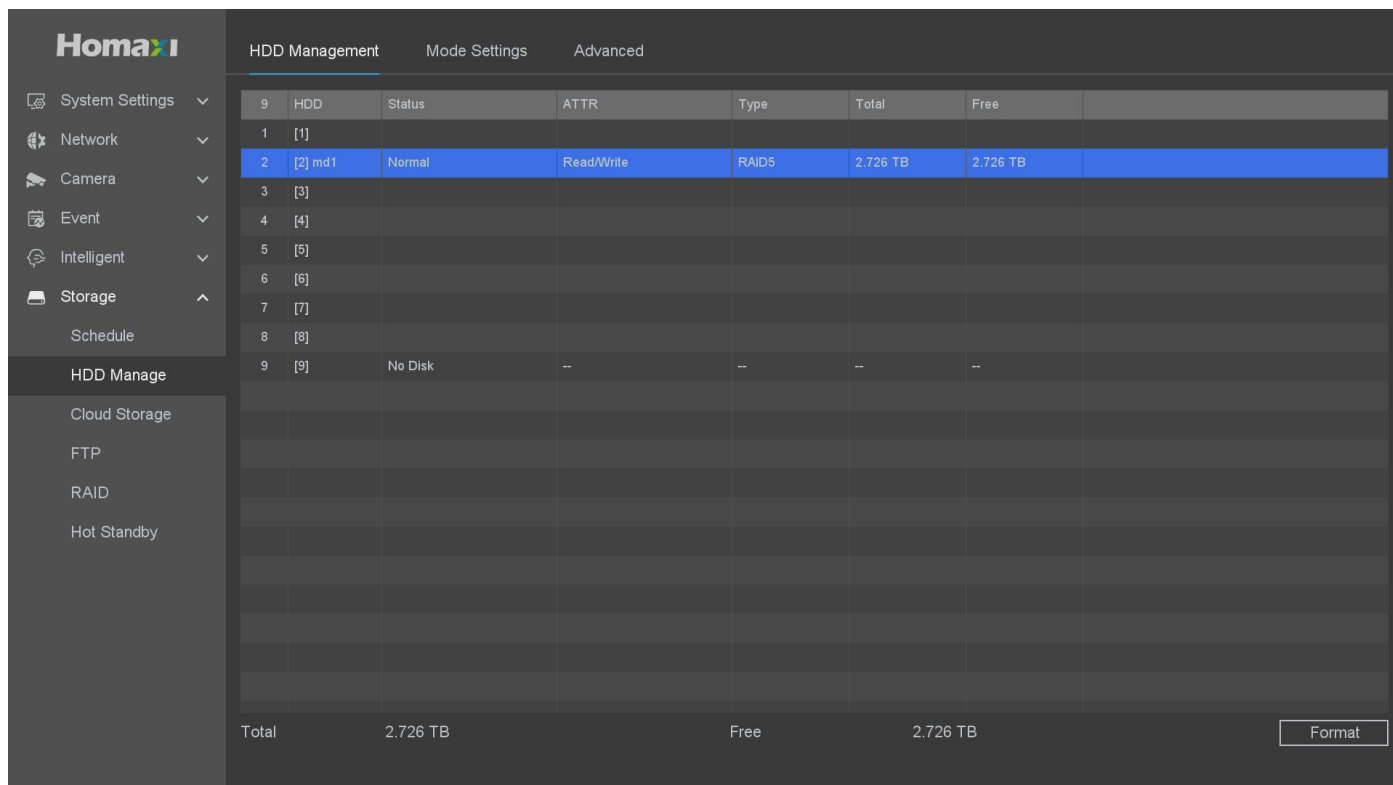 Homaxi
HDD Management Mode Settings Advanced
System Settings
Network
Camera
Event
Intelligent
Storage
Schedule
HDD Manage
Cloud Storage
FTP
RAID
Hot Standby
9 HDD Status ATTR Type Total Free
1 [1]
2 [2] md1 Normal Read/Write RAID5 2.726 TB 2.726 TB
3 [3]
4 [4]
5 [5]
6 [6]
7 [7]
8 [8]
9 [9] No Disk -- -- -- --
Total 2.726 TB Free 2.726 TB Format